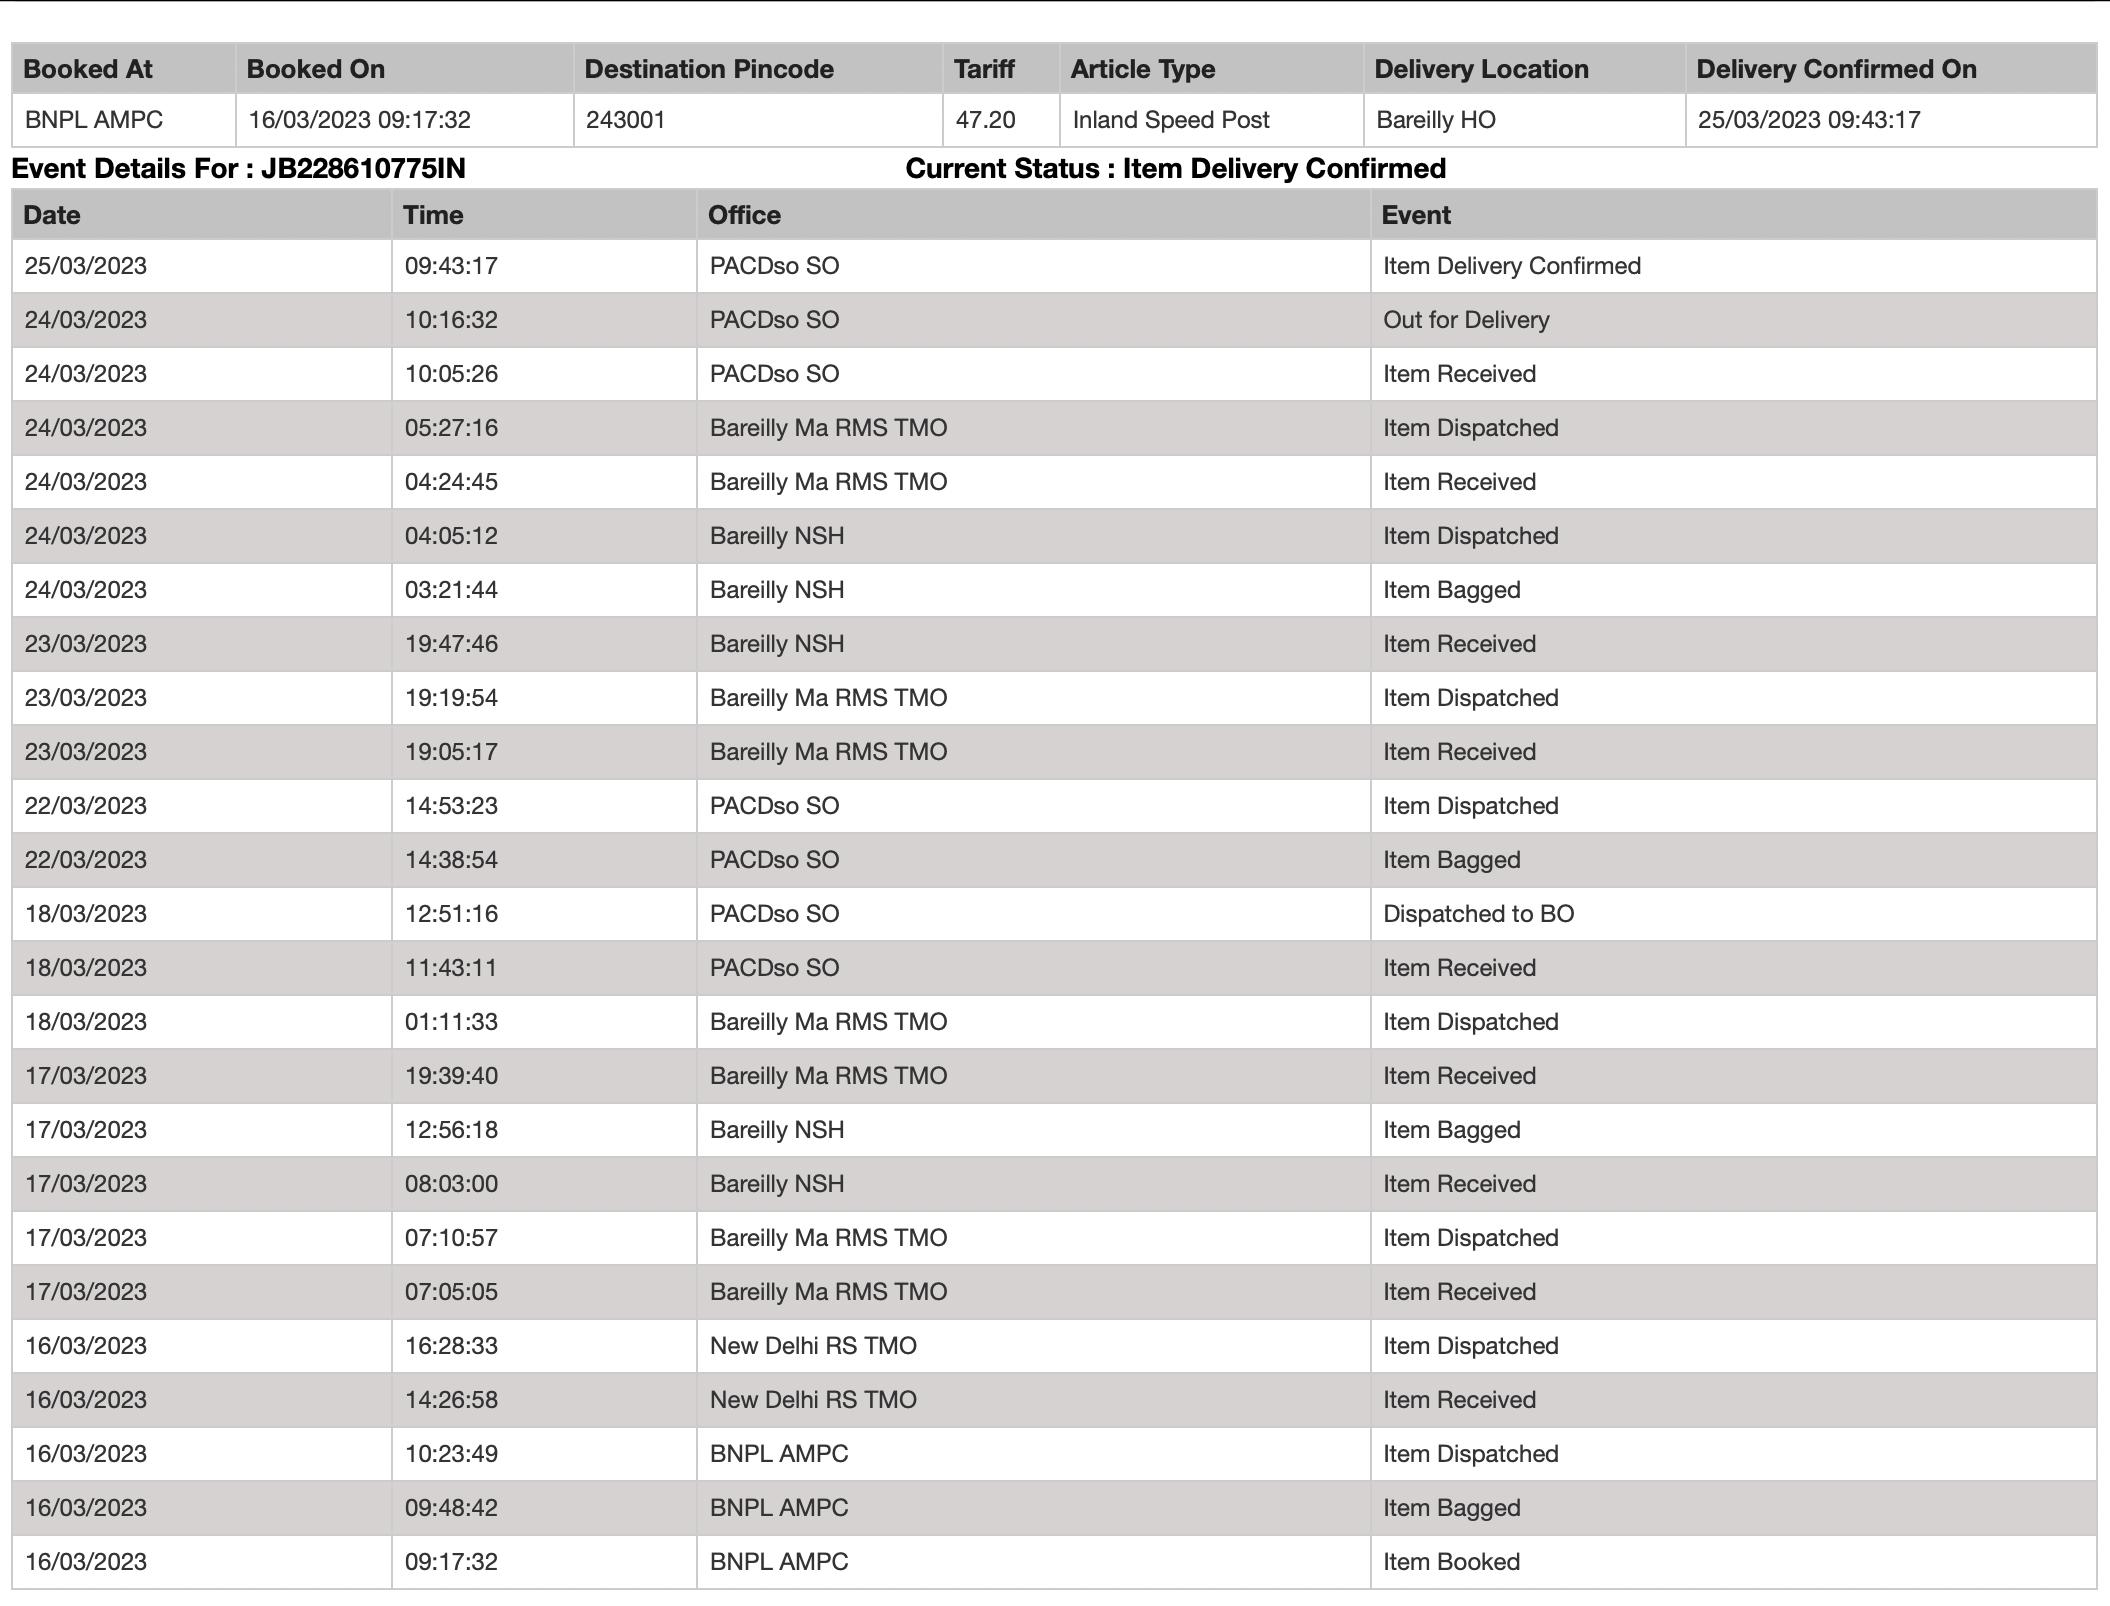 Booked At Booked On Destination Pincode Tariff Article Type Delivery Location Delivery Confirmed On
BNPL AMPC 16/03/2023 09:17:32 243001 47.20 Inland Speed Post Bareilly HO 25/03/2023 09:43:17
Event Details For : JB228610775IN Current Status : Item Delivery Confirmed
Date Time Office Event
25/03/2023 09:43:17 PACDso SO Item Delivery Confirmed
24/03/2023 10:16:32 PACDso SO Out for Delivery
24/03/2023 10:05:26 PACDso SO Item Received
24/03/2023 05:27:16 Bareilly Ma RMS TMO Item Dispatched
24/03/2023 04:24:45 Bareilly Ma RMS TMO Item Received
24/03/2023 04:05:12 Bareilly NSH Item Dispatched
24/03/2023 03:21:44 Bareilly NSH Item Bagged
23/03/2023 19:47:46 Bareilly NSH Item Received
23/03/2023 19:19:54 Bareilly Ma RMS TMO Item Dispatched
23/03/2023 19:05:17 Bareilly Ma RMS TMO Item Received
22/03/2023 14:53:23 PACDso SO Item Dispatched
22/03/2023 14:38:54 PACDso SO Item Bagged
18/03/2023 12:51:16 PACDso SO Dispatched to BO
18/03/2023 11:43:11 PACDso SO Item Received
18/03/2023 01:11:33 Bareilly Ma RMS TMO Item Dispatched
17/03/2023 19:39:40 Bareilly Ma RMS TMO Item Received
17/03/2023 12:56:18 Bareilly NSH Item Bagged
17/03/2023 08:03:00 Bareilly NSH Item Received
17/03/2023 07:10:57 Bareilly Ma RMS TMO Item Dispatched
17/03/2023 07:05:05 Bareilly Ma RMS TMO Item Received
16/03/2023 16:28:33 New Delhi RS TMO Item Dispatched
16/03/2023 14:26:58 New Delhi RS TMO Item Received
16/03/2023 10:23:49 BNPL AMPC Item Dispatched
16/03/2023 09:48:42 BNPL AMPC Item Bagged
16/03/2023 09:17:32 BNPL AMPC Item Booked